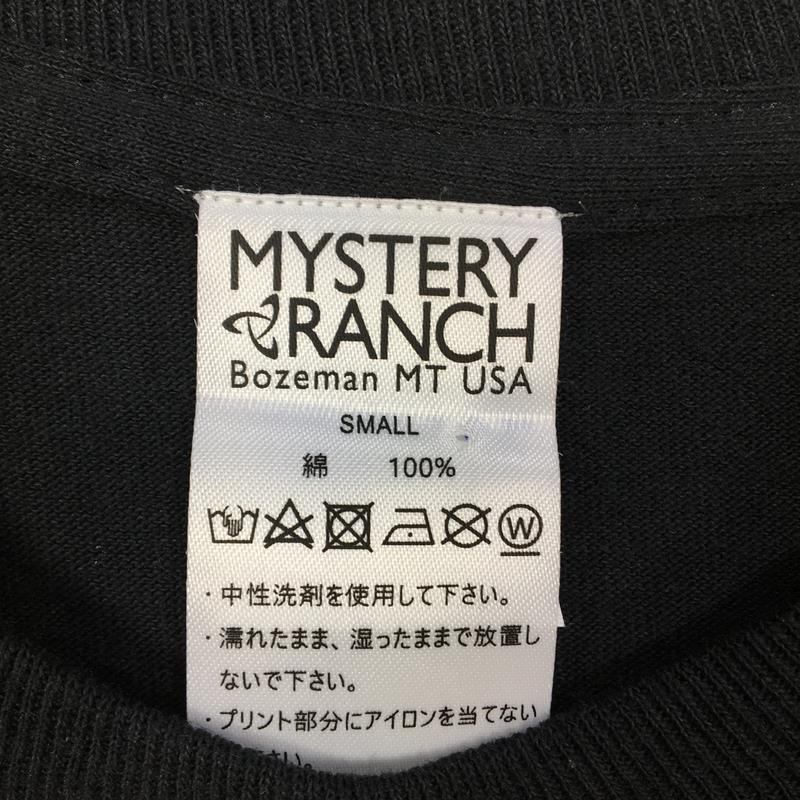 MYSTERY
RANCH
Bozeman MT USA
SMALL
綿 100%
W
・中性洗剤を使用して下さい。
・濡れたまま、湿ったままで放置し
ないで下さい。
・プリント部分にアイロンを当てない
さい。